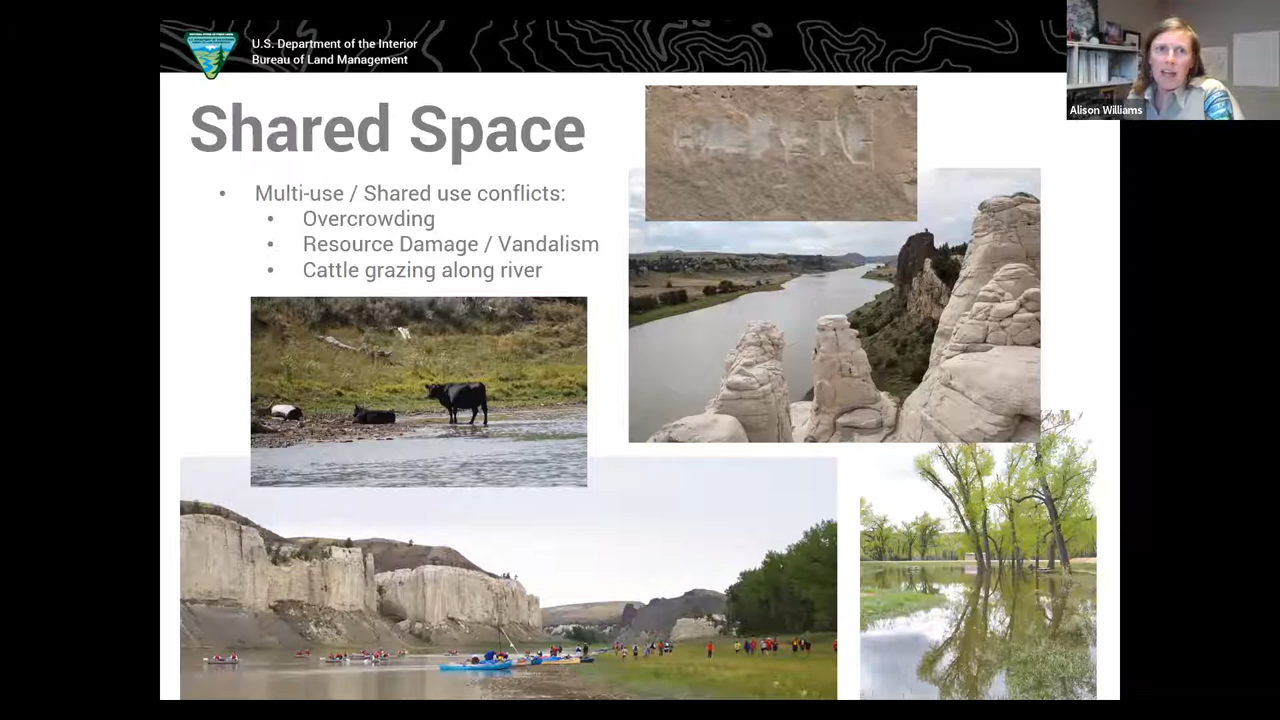 U.S. Department of the Interior
Bureau of Land Management
Alison Williams
Shared Space
• Multi-use / Shared use conflicts:
• Overcrowding
• Resource Damage / Vandalism
• Cattle grazing along river